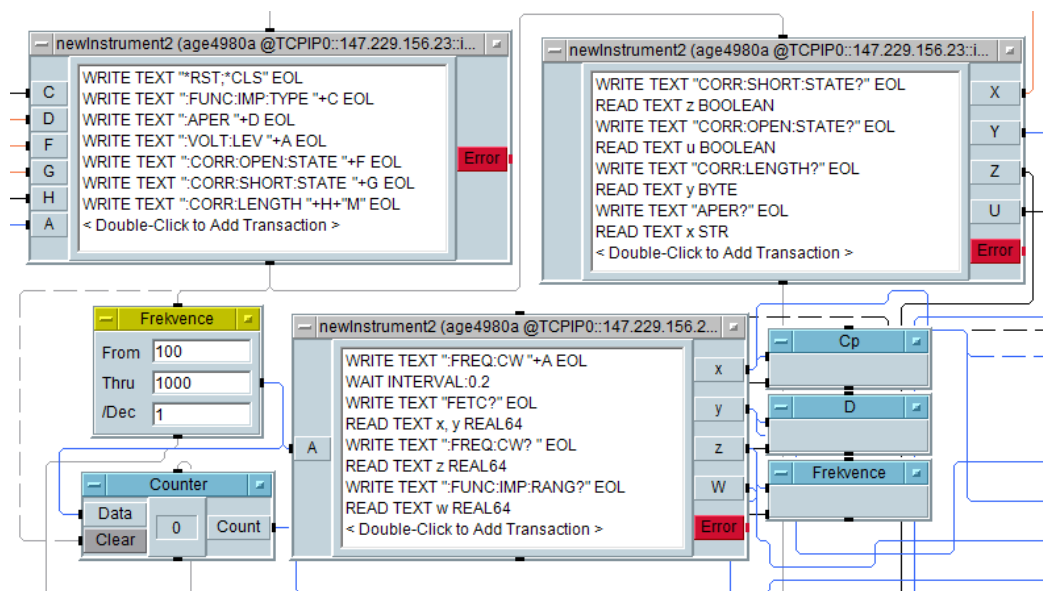 newInstrument2 (age4980a @TCPIP0::147.229.156.23::i...
C
D
F
G
H
A
WRITE TEXT "*RST;*CLS" EOL
WRITE TEXT ":FUNC:IMP:TYPE "+C EOL
WRITE TEXT ":APER "+D EOL
WRITE TEXT ":VOLT:LEV "+A EOL
WRITE TEXT ":CORR:OPEN:STATE "+F EOL
WRITE TEXT ":CORR:SHORT:STATE "+G EOL
WRITE TEXT ":CORR:LENGTH "+H+"M" EOL
< Double-Click to Add Transaction >
Error
newInstrument2 (age4980a @TCPIP0::147.229.156.23::i...
WRITE TEXT "CORR:SHORT:STATE?" EOL
READ TEXT z BOOLEAN
WRITE TEXT "CORR:OPEN:STATE?" EOL
READ TEXT u BOOLEAN
WRITE TEXT "CORR:LENGTH?" EOL
READ TEXT y BYTE
WRITE TEXT "APER?" EOL
READ TEXT x STR
< Double-Click to Add Transaction >
X
Y
Z
U
Error
Frekvence
From 100
Thru 1000
/Dec 1
Counter
Data
Clear
0
Count
newInstrument2 (age4980a @TCPIP0::147.229.156.2...
A
WRITE TEXT ":FREQ:CW "+A EOL
WAIT INTERVAL:0.2
WRITE TEXT "FETC?" EOL
READ TEXT x, y REAL64
WRITE TEXT ":FREQ:CW? " EOL
READ TEXT z REAL64
WRITE TEXT ":FUNC:IMP:RANG?" EOL
READ TEXT w REAL64
< Double-Click to Add Transaction >
x
y
z
W
Error
Cp
D
Frekvence